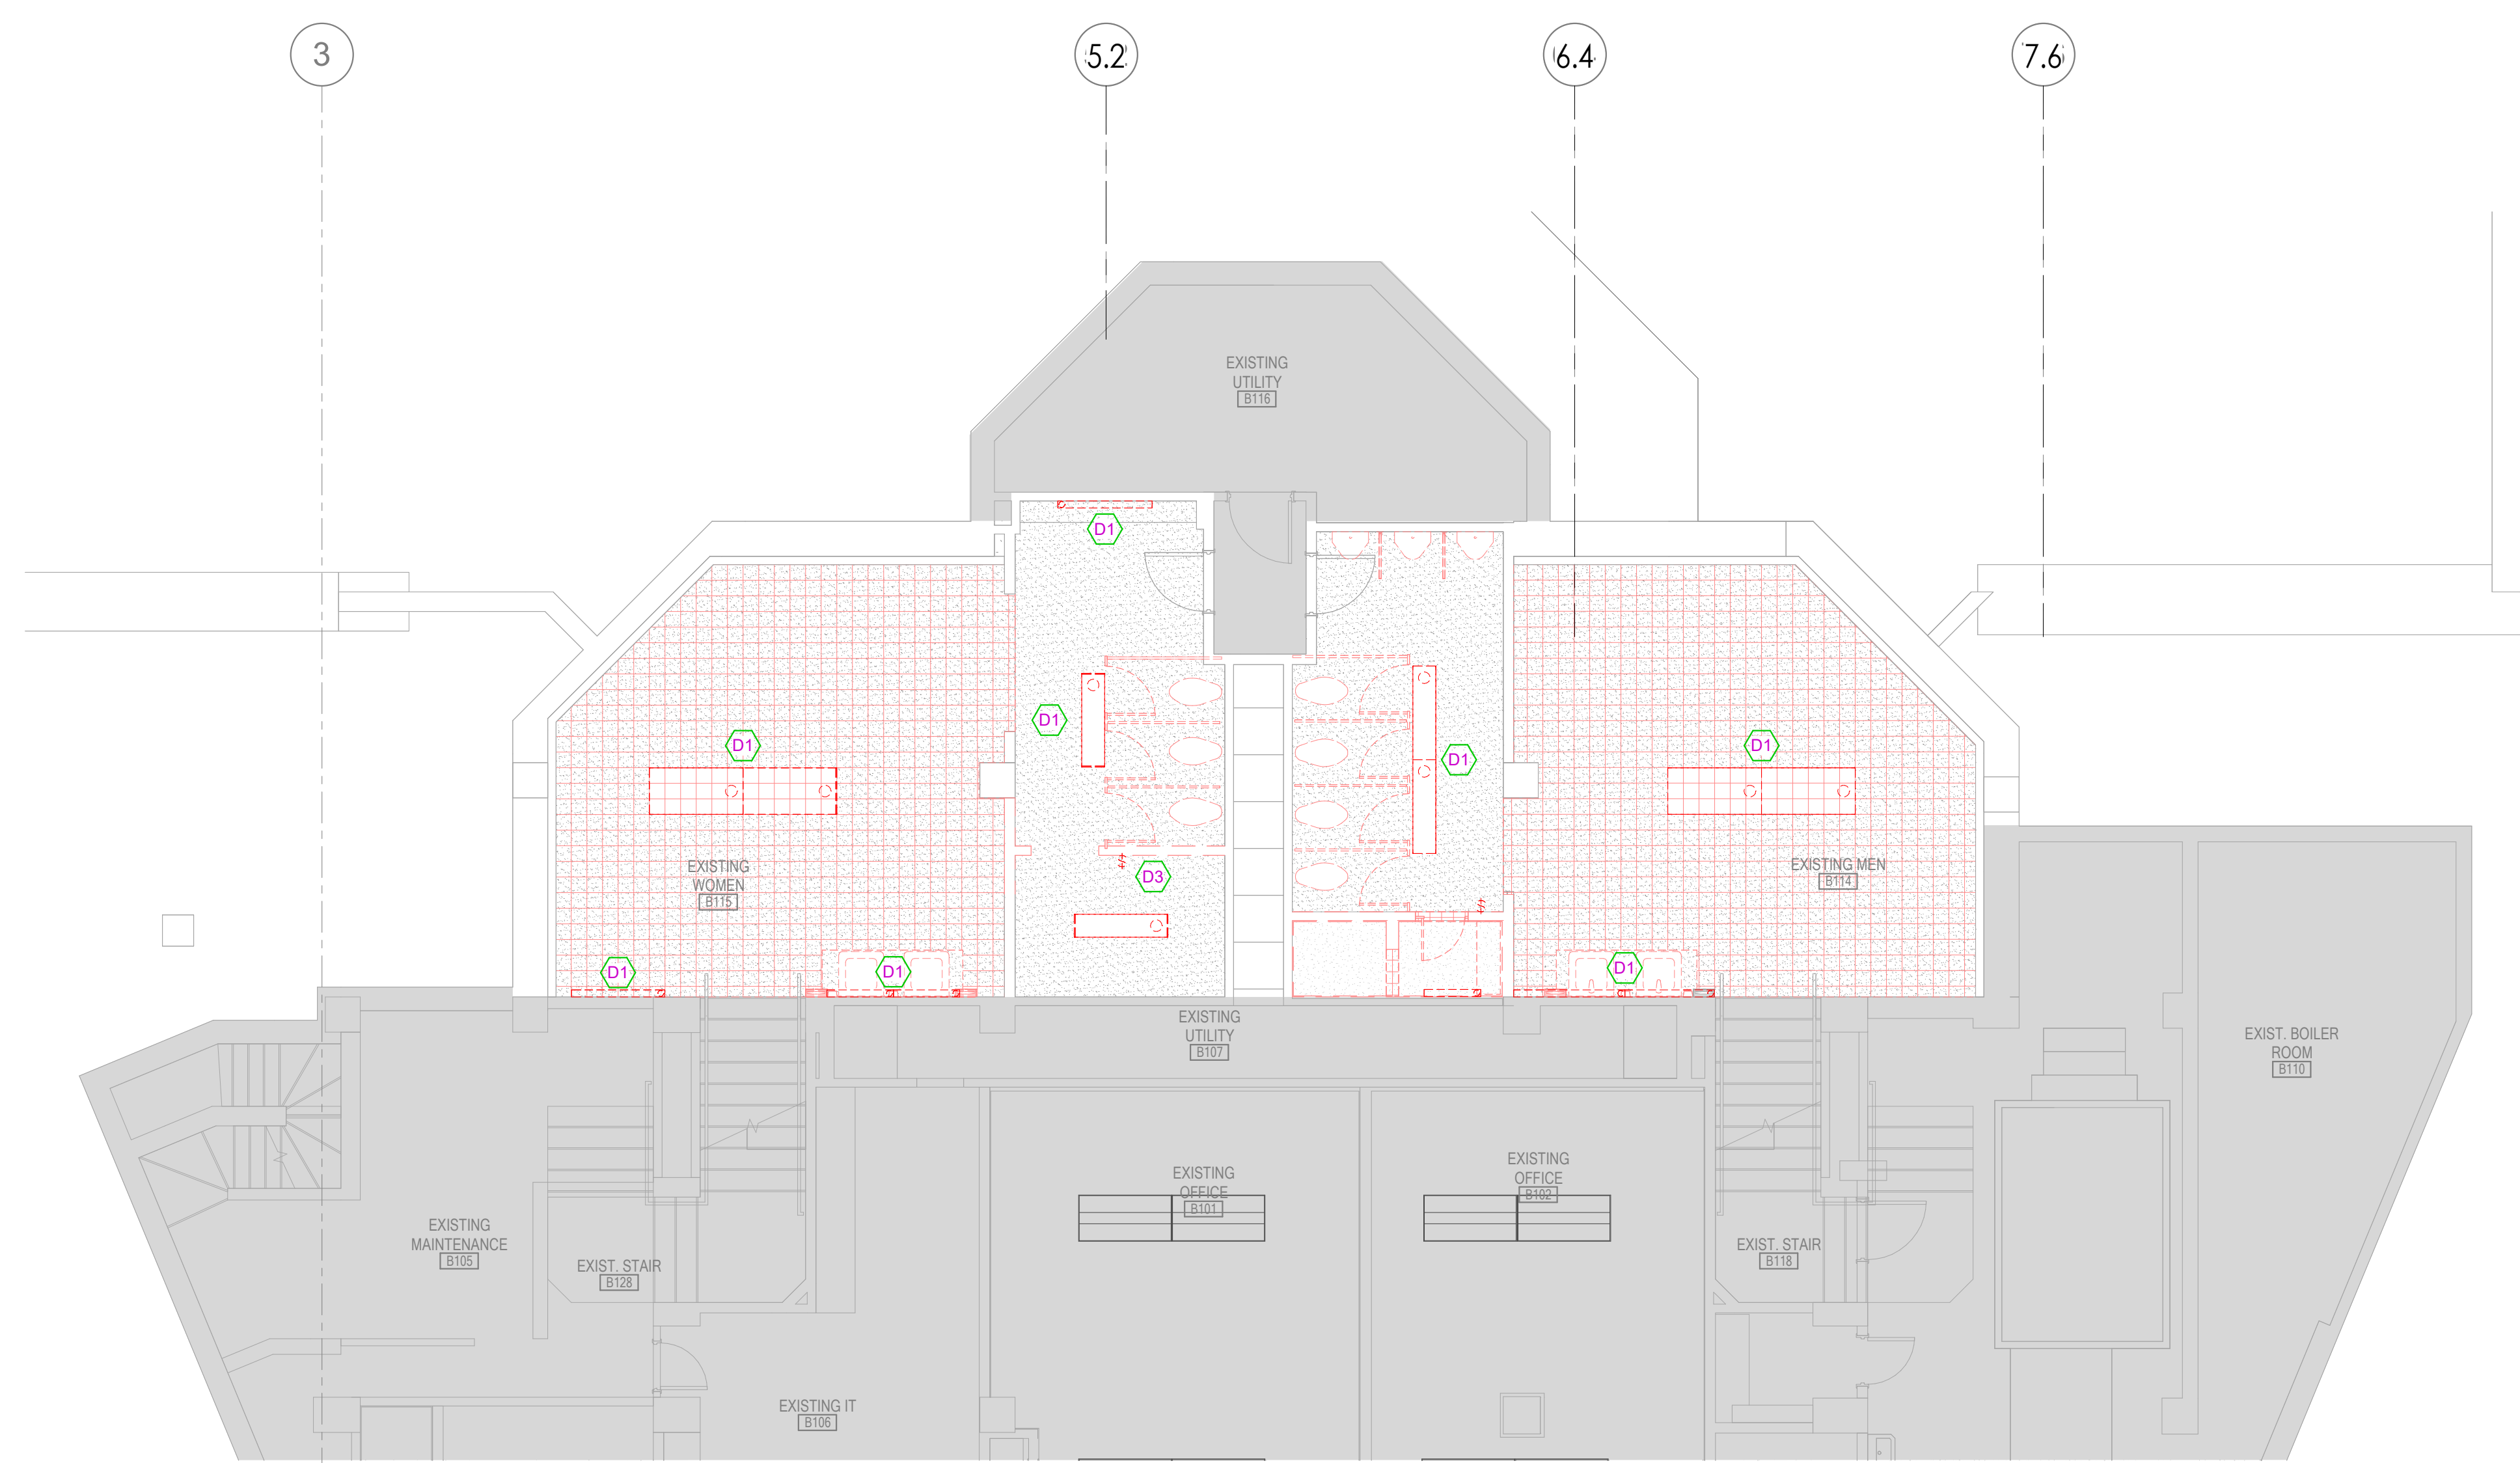 3
5.2
6.4
7.6
EXISTING
UTILITY
B116
D1
D1
D1
D1
D1
D3
EXISTING
WOMEN
B115
EXISTING MEN
B114
D1
D1
D1
EXISTING
UTILITY
B107
EXIST. BOILER
ROOM
B110
EXISTING
OFFICE
B101
EXISTING
OFFICE
B102
EXISTING
MAINTENANCE
B105
EXIST. STAIR
B128
EXIST. STAIR
B118
EXISTING IT
B106